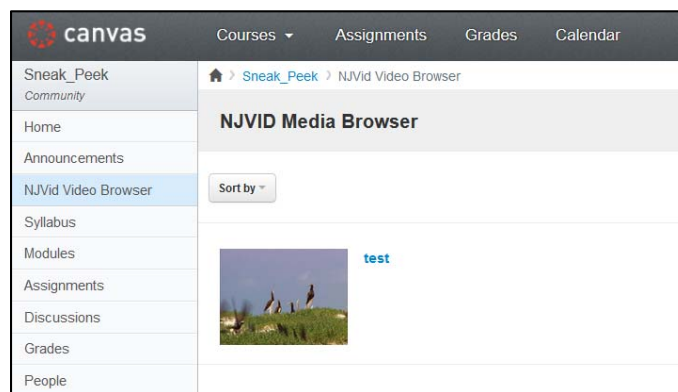 canvas Courses Assignments Grades Calendar
Sneak_Peek
Community
Home
Announcements
NJVid Video Browser
Syllabus
Modules
Assignments
Discussions
Grades
People
Sneak_Peek > NJVid Video Browser
NJVID Media Browser
Sort by
test